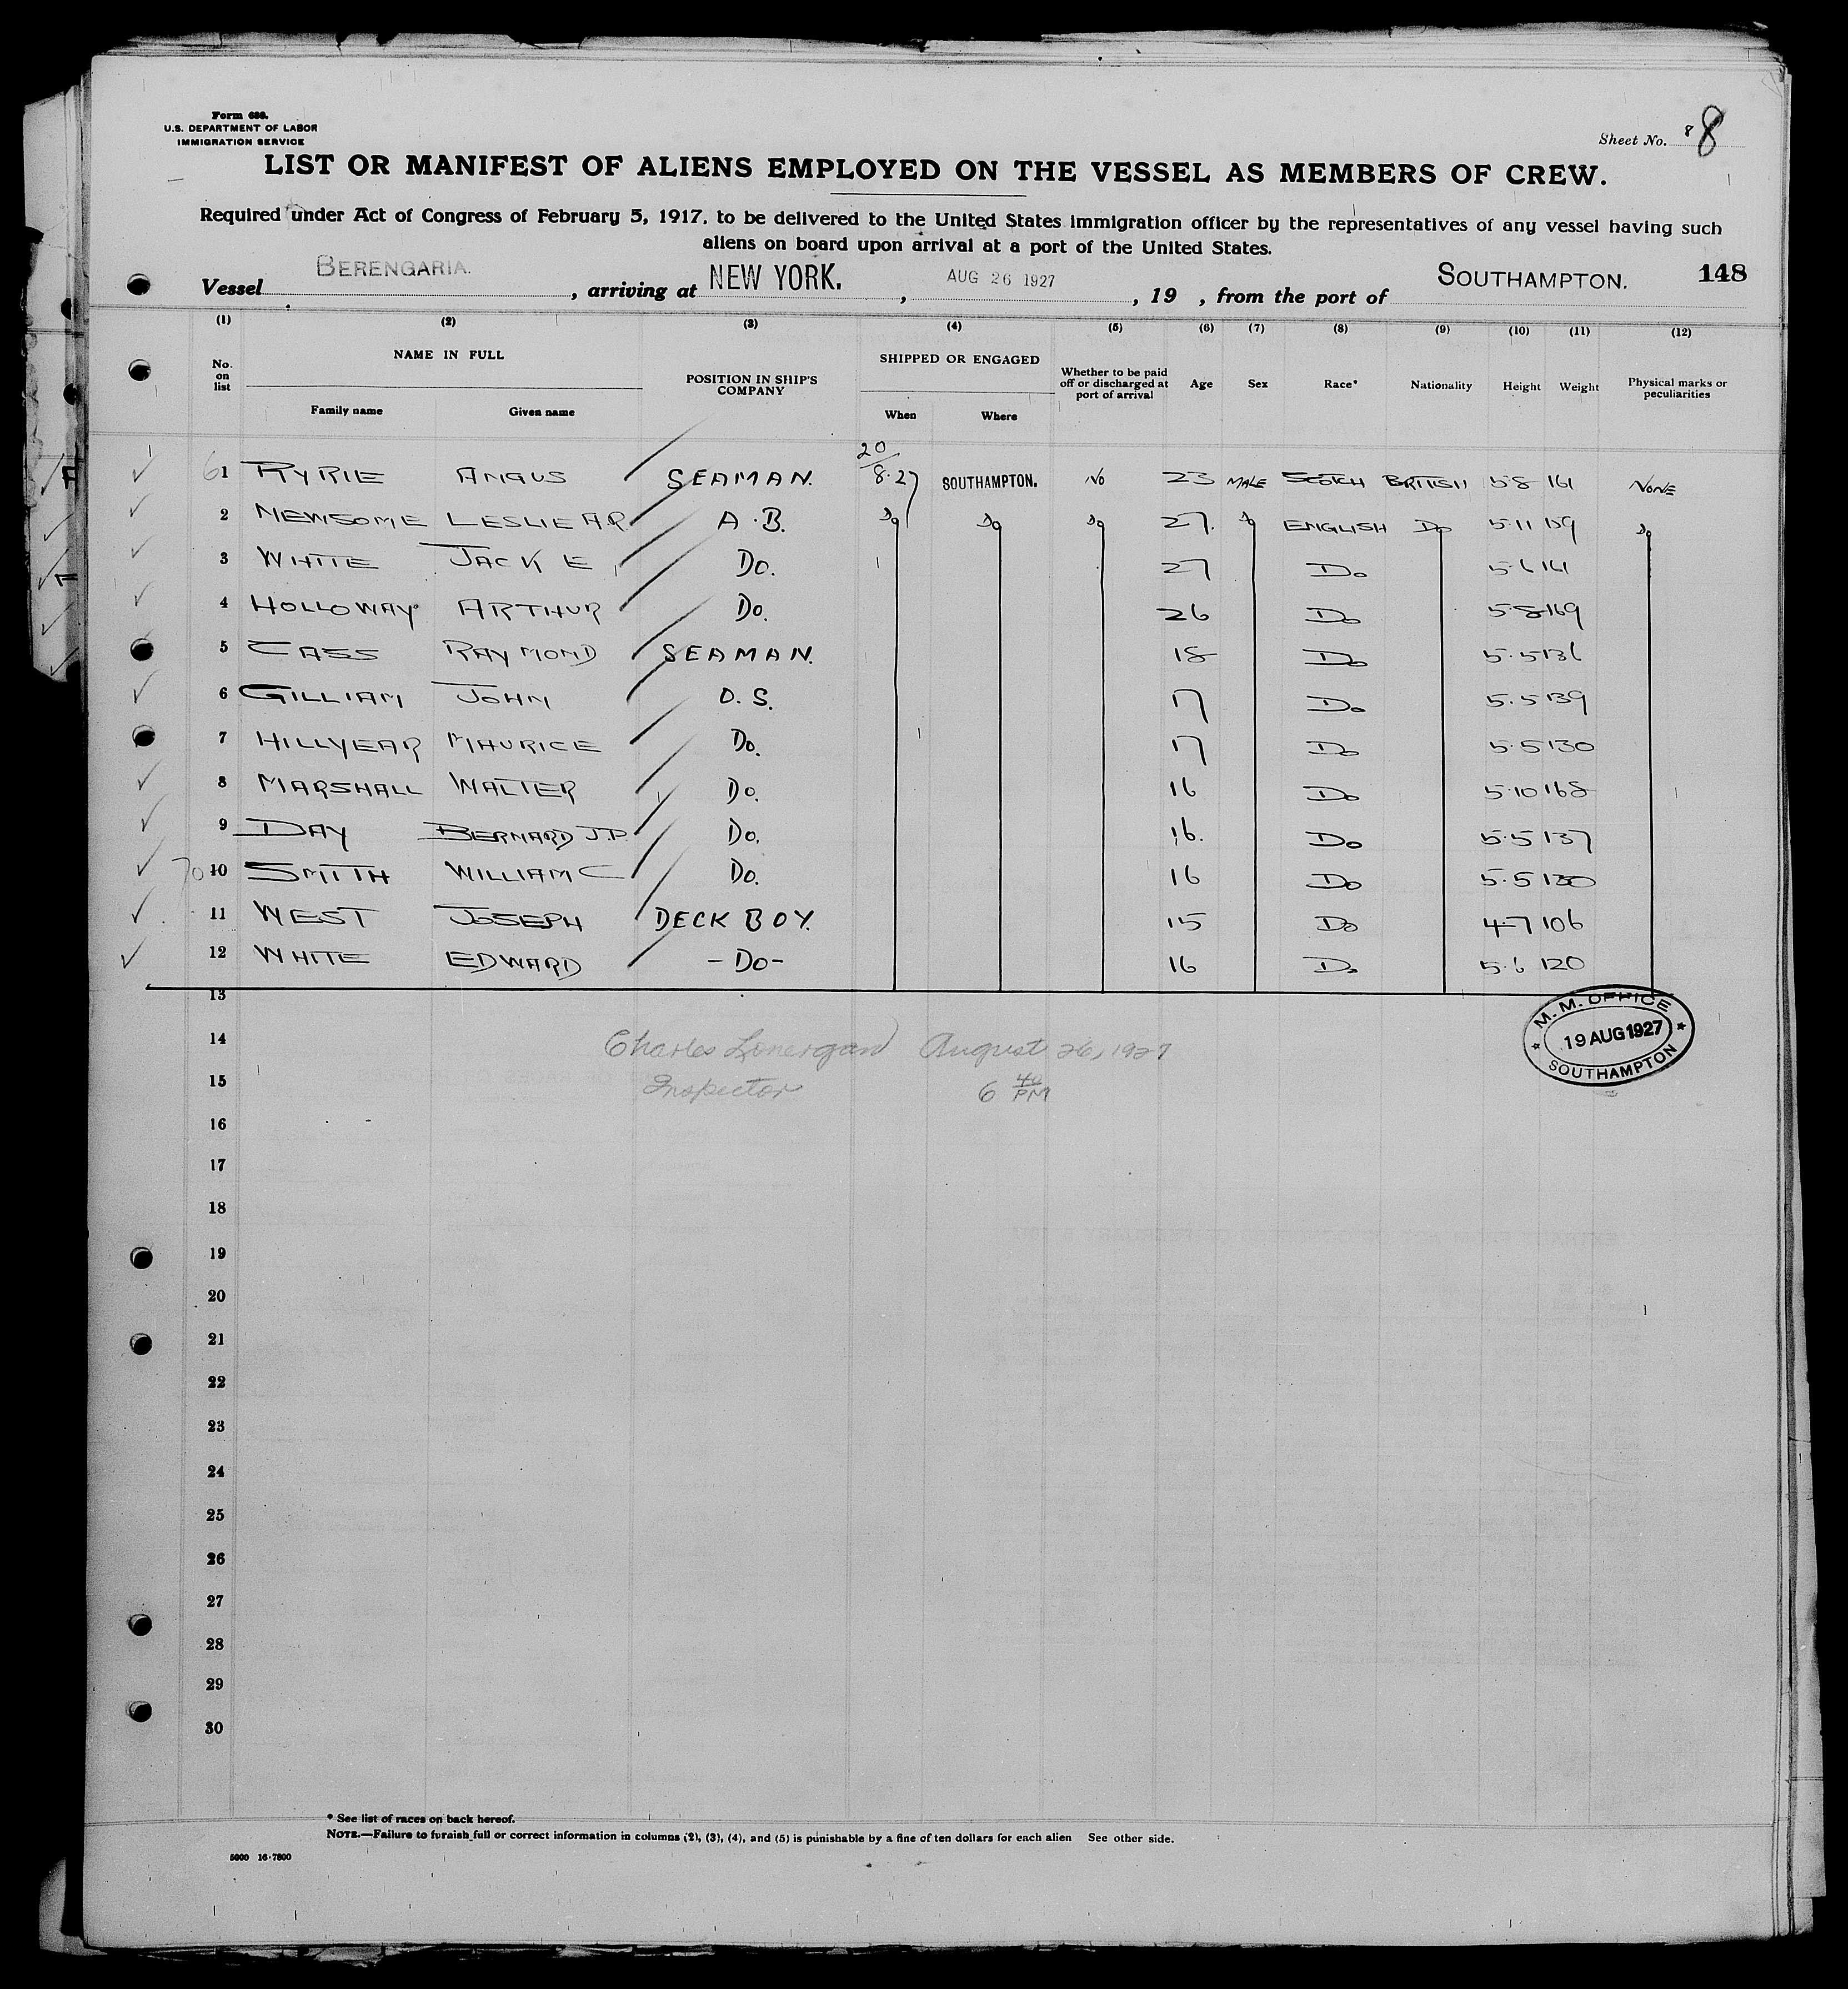 Form 680.
U.S. DEPARTMENT OF LABOR
IMMIGRATION SERVICE
Sheet No. 8 8
LIST OR MANIFEST OF ALIENS EMPLOYED ON THE VESSEL AS MEMBERS OF CREW.
Required under Act of Congress of February 5, 1917, to be delivered to the United States immigration officer by the representatives of any vessel having such
aliens on board upon arrival at a port of the United States.
Vessel BERENGARIA. , arriving at NEW YORK. , AUG 26 1927 , 19 , from the port of SOUTHAMPTON. 148
(1) (2) (3) (4) (5) (6) (7) (8) (9) (10) (11) (12)
No. on list NAME IN FULL POSITION IN SHIP'S COMPANY SHIPPED OR ENGAGED Whether to be paid off or discharged at port of arrival Age Sex Race* Nationality Height Weight Physical marks or peculiarities
Family name Given name When Where
61 RYRIE ANGUS SEAMAN. 20/8.27 SOUTHAMPTON. NO 23 MALE SCOTCH BRITISH 5.8 161 NONE
2 NEWSOME LESLIE A.R. A.B. Do Do Do 27. Do ENGLISH Do 5.11 159 Do
3 WHITE JACK E Do. 27 Do 5.6 161
4 HOLLOWAY ARTHUR Do. 26 Do 5.8 169
5 CASS RAYMOND SEAMAN. 18 Do 5.5 136
6 GILLIAM JOHN O.S. 17 Do 5.5 139
7 HILLYEAR MAURICE Do. 17 Do 5.5 130
8 MARSHALL WALTER Do. 16 Do 5.10 168
9 DAY BERNARD J.P. Do. 16. Do 5.5 137
70 10 SMITH WILLIAM C Do. 16 Do 5.5 130
11 WEST JOSEPH DECK BOY. 15 Do 4.7 106
12 WHITE EDWARD -Do- 16 Do 5.6 120
13
M.M. OFFICE
19 AUG 1927
SOUTHAMPTON
14 Charles Lonergan August 26, 1927
15 Inspector 6 40 PM
16
17
18
19
20
21
22
23
24
25
26
27
28
29
30
* See list of races on back hereof.
NOTE.—Failure to furnish full or correct information in columns (2), (3), (4), and (5) is punishable by a fine of ten dollars for each alien See other side.
5000 16-7800